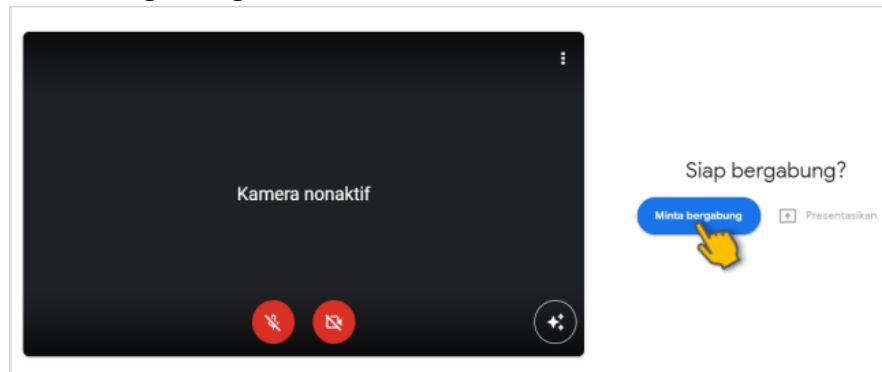 Kamera nonaktif
Siap bergabung?
Minta bergabung
Presentasikan